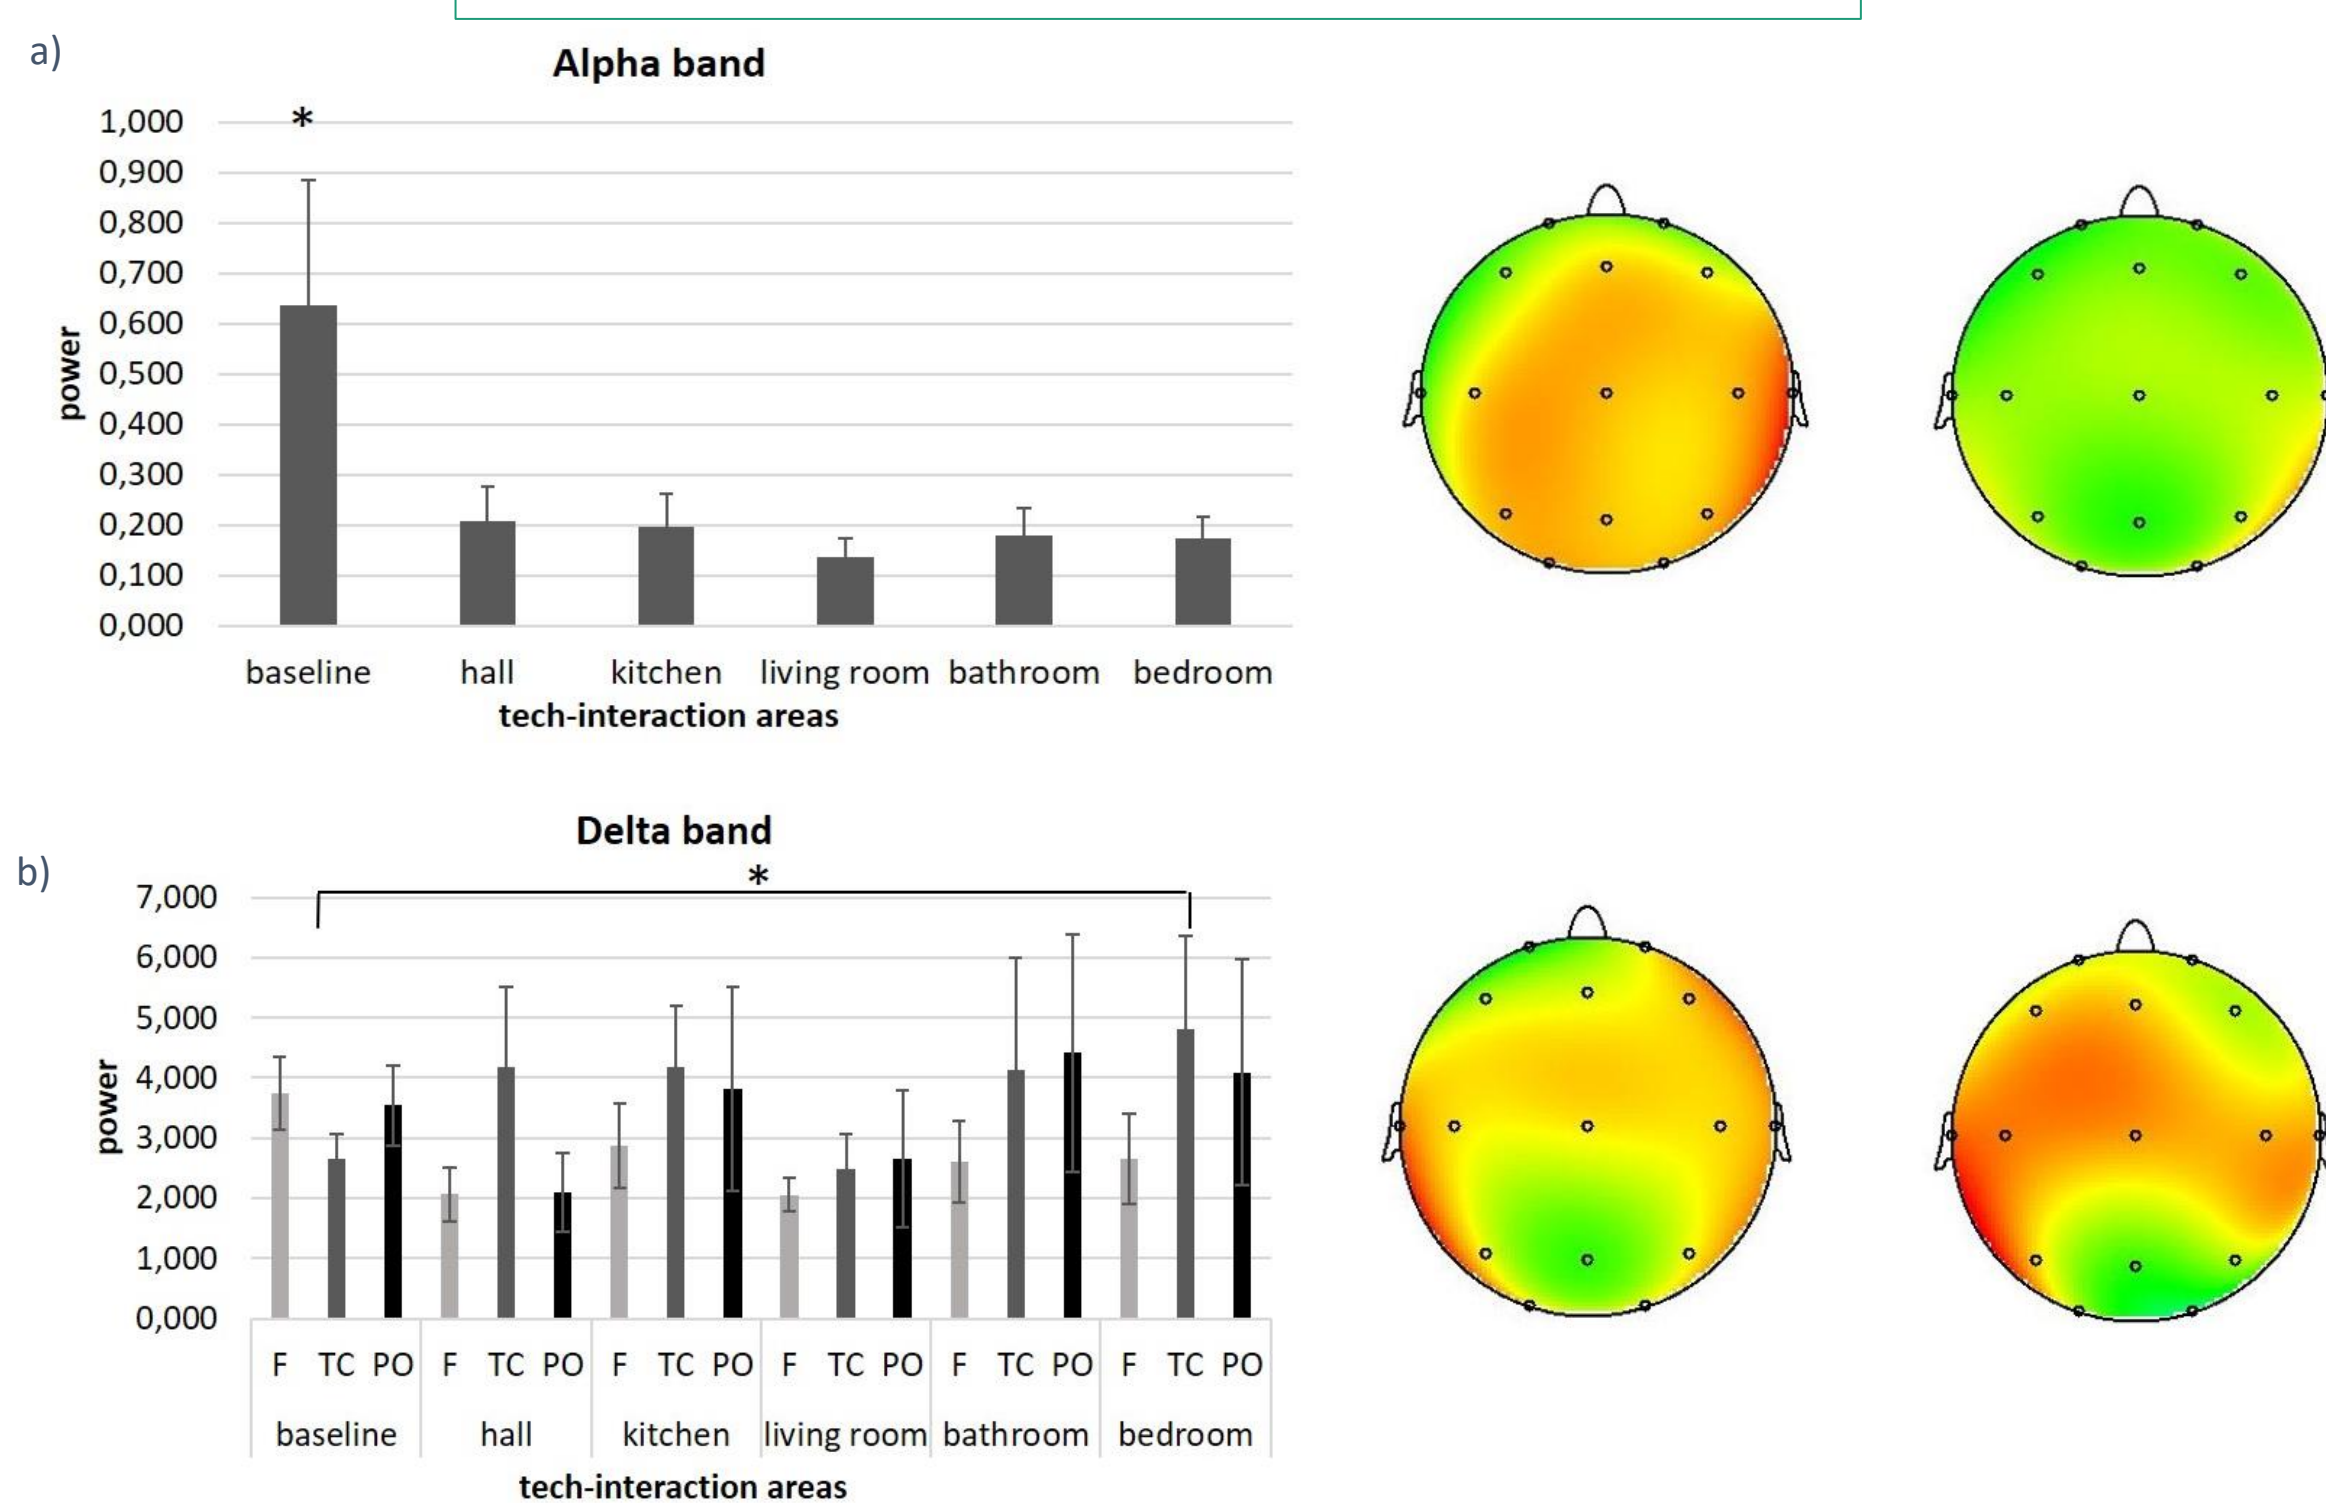 a)
Alpha band
*
1,000
0,900
0,800
0,700
0,600
0,500
0,400
0,300
0,200
0,100
0,000
power
baseline hall kitchen living room bathroom bedroom
tech-interaction areas
b)
Delta band
*
7,000
6,000
5,000
4,000
3,000
2,000
1,000
0,000
power
F TC PO F TC PO F TC PO F TC PO F TC PO F TC PO
baseline hall kitchen living room bathroom bedroom
tech-interaction areas